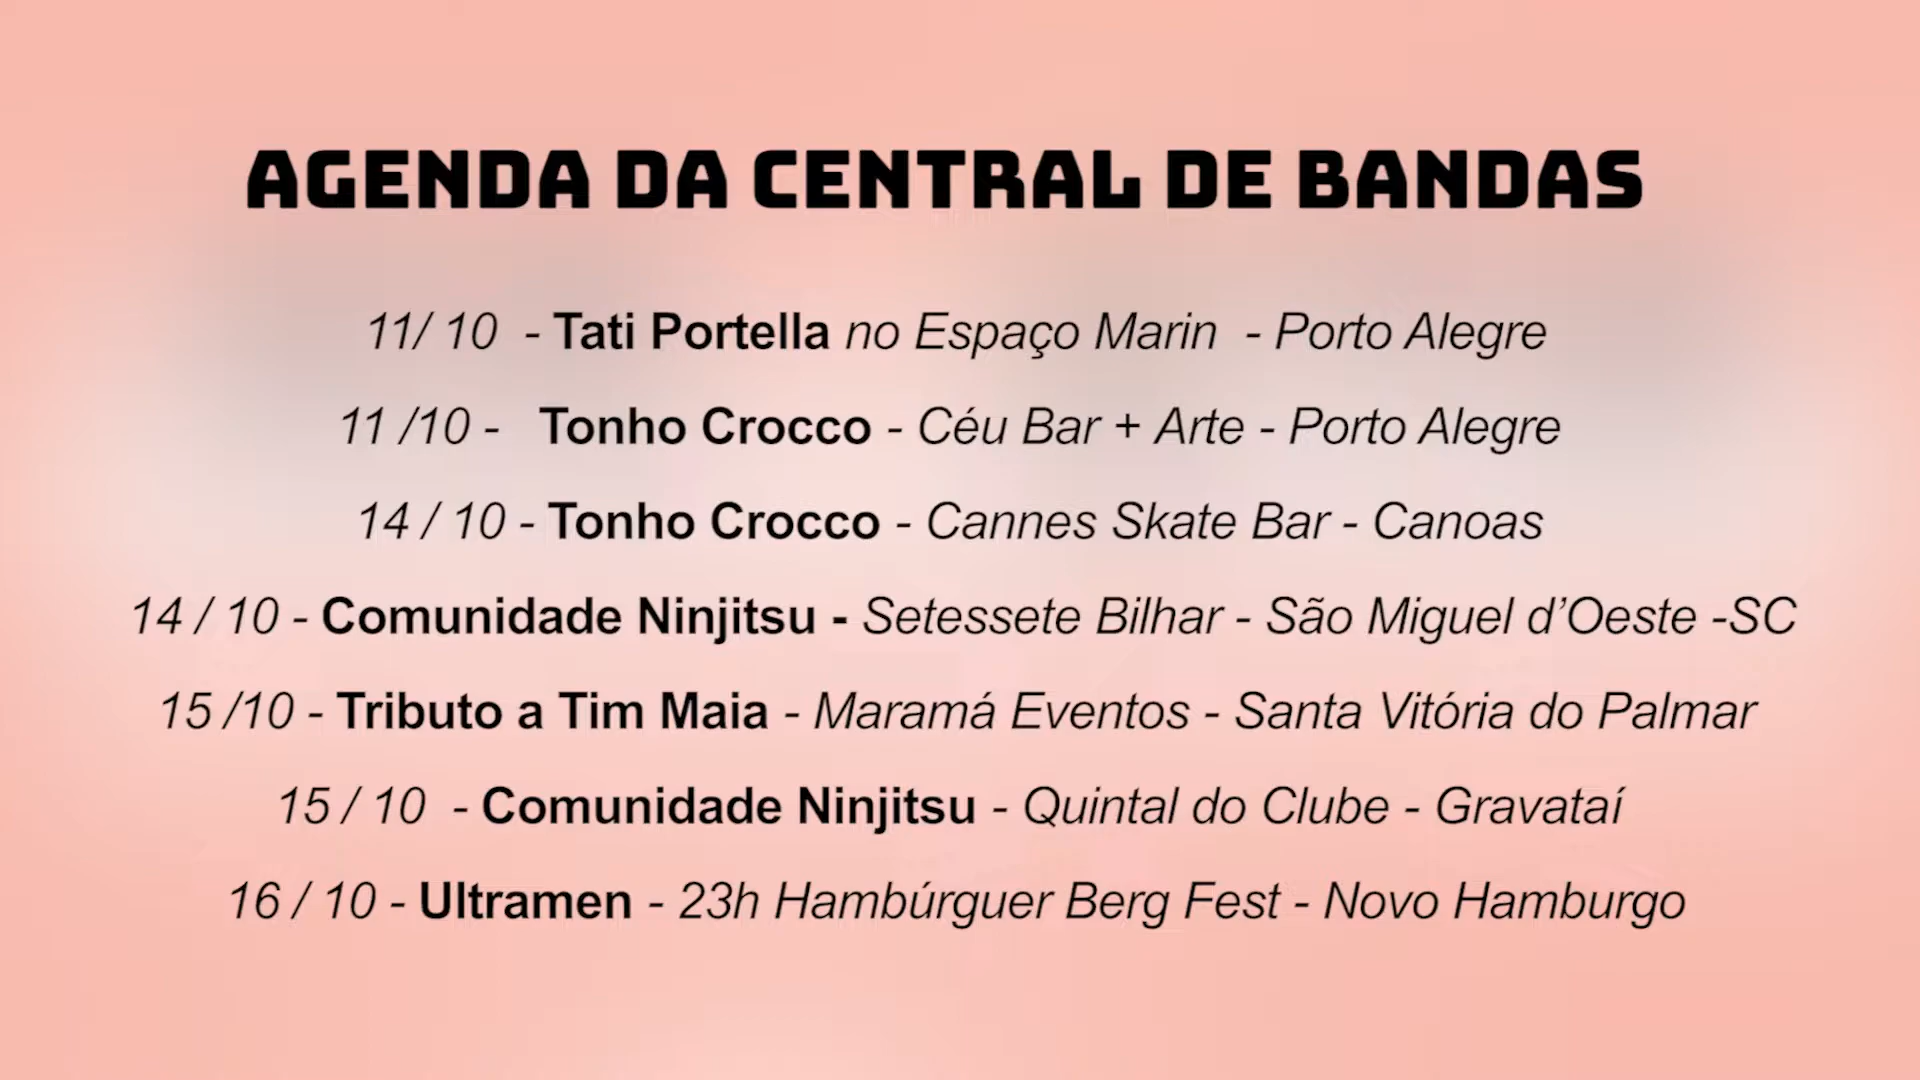 AGENDA DA CENTRAL DE BANDAS
11/ 10 - Tati Portella no Espaço Marin - Porto Alegre
11 /10 - Tonho Crocco - Céu Bar + Arte - Porto Alegre
14 / 10 - Tonho Crocco - Cannes Skate Bar - Canoas
14 / 10 - Comunidade Ninjitsu - Setessete Bilhar - São Miguel d’Oeste -SC
15 /10 - Tributo a Tim Maia - Maramá Eventos - Santa Vitória do Palmar
15 / 10 - Comunidade Ninjitsu - Quintal do Clube - Gravataí
16 / 10 - Ultramen - 23h Hambúrguer Berg Fest - Novo Hamburgo